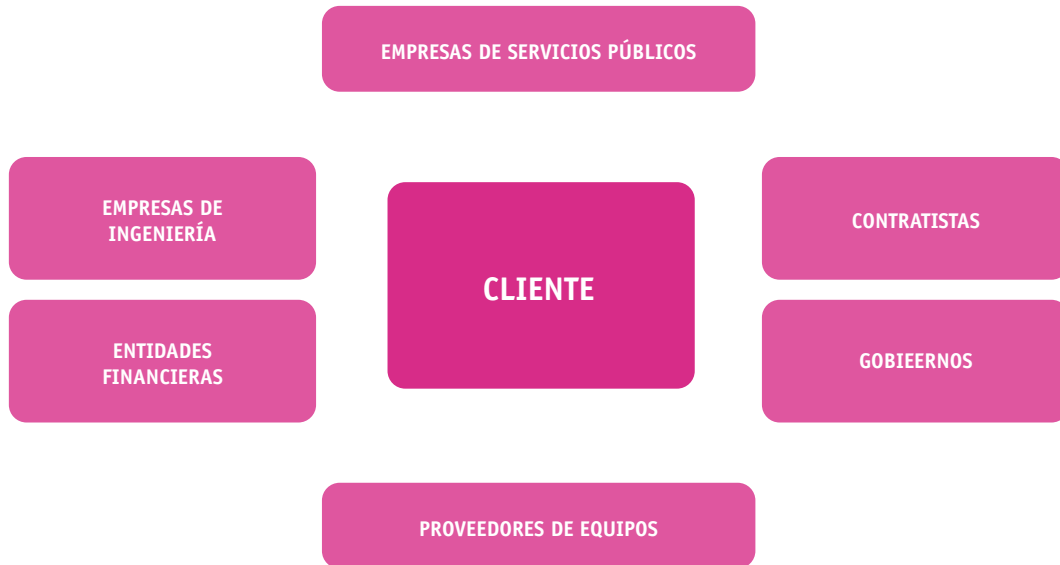 EMPRESAS DE SERVICIOS PÚBLICOS
EMPRESAS DE
INGENIERÍA
CONTRATISTAS
CLIENTE
ENTIDADES
FINANCIERAS
GOBIEERNOS
PROVEEDORES DE EQUIPOS